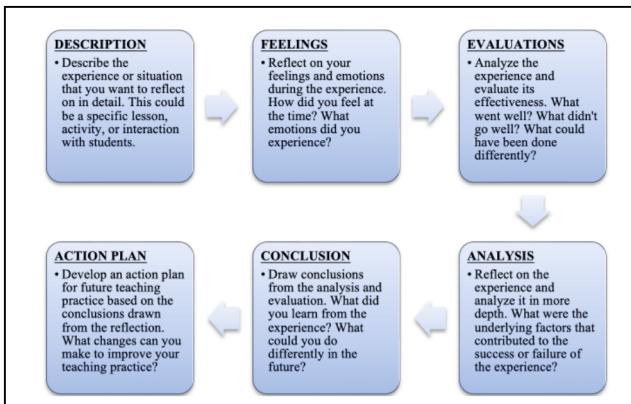 DESCRIPTION
• Describe the
experience or situation
that you want to reflect
on in detail. This could
be a specific lesson,
activity, or interaction
with students.
FEELINGS
• Reflect on your
feelings and emotions
during the experience.
How did you feel at
the time? What
emotions did you
experience?
EVALUATIONS
• Analyze the
experience and
evaluate its
effectiveness. What
went well? What didn't
go well? What could
have been done
differently?
ANALYSIS
• Reflect on the
experience and
analyze it in more
depth. What were the
underlying factors that
contributed to the
success or failure of
the experience?
CONCLUSION
• Draw conclusions
from the analysis and
evaluation. What did
you learn from the
experience? What
could you do
differently in the
future?
ACTION PLAN
• Develop an action plan
for future teaching
practice based on the
conclusions drawn
from the reflection.
What changes can you
make to improve your
teaching practice?